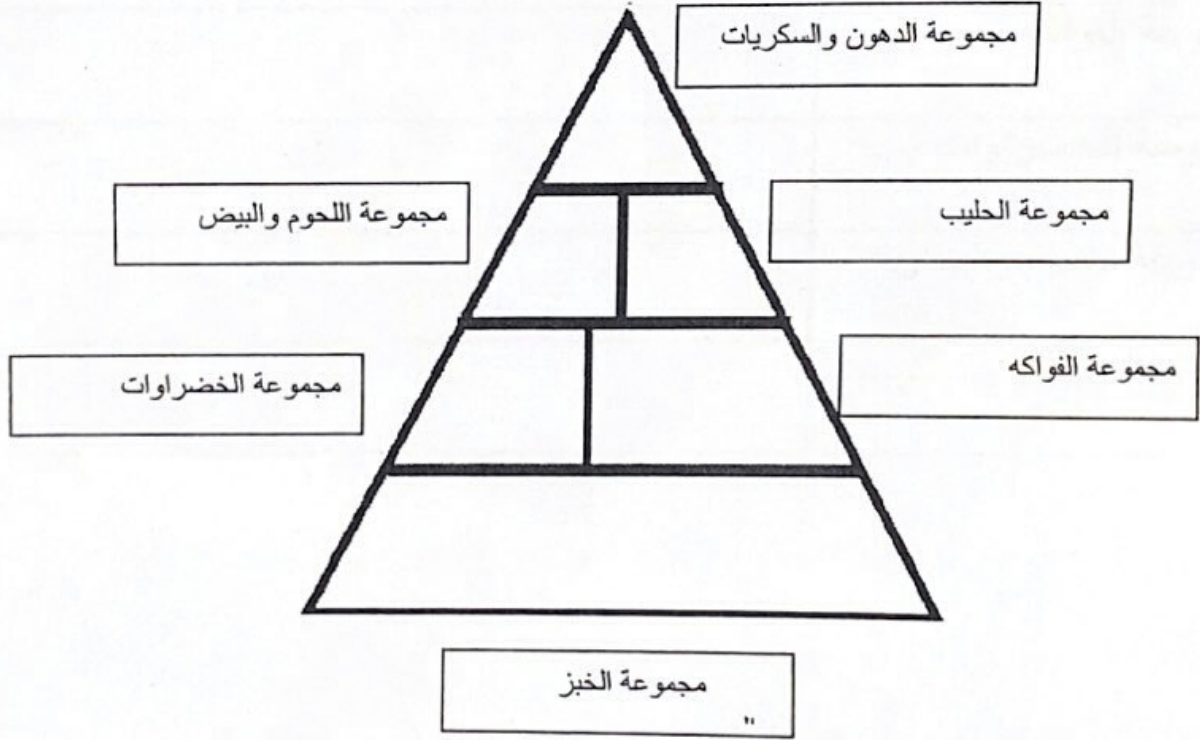 مجموعة الدهون والسكريات
مجموعة الحليب
مجموعة اللحوم والبيض
مجموعة الفواكه
مجموعة الخضراوات
مجموعة الخبز